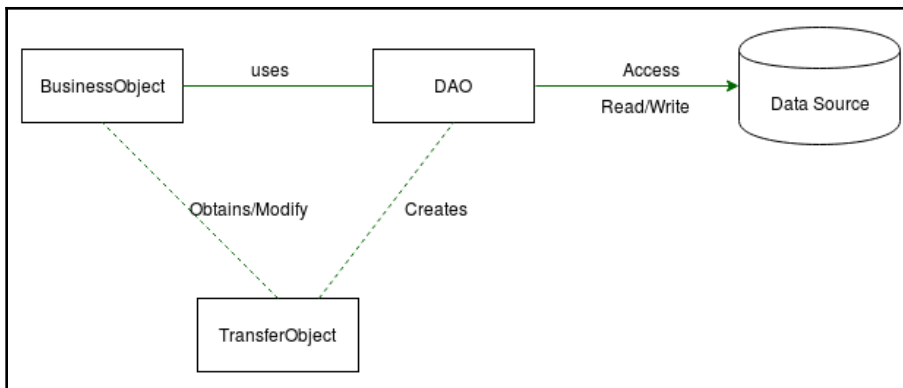 uses
Access
BusinessObject
DAO
Data Source
Read/Write
Obtains/Modify
Creates
TransferObject